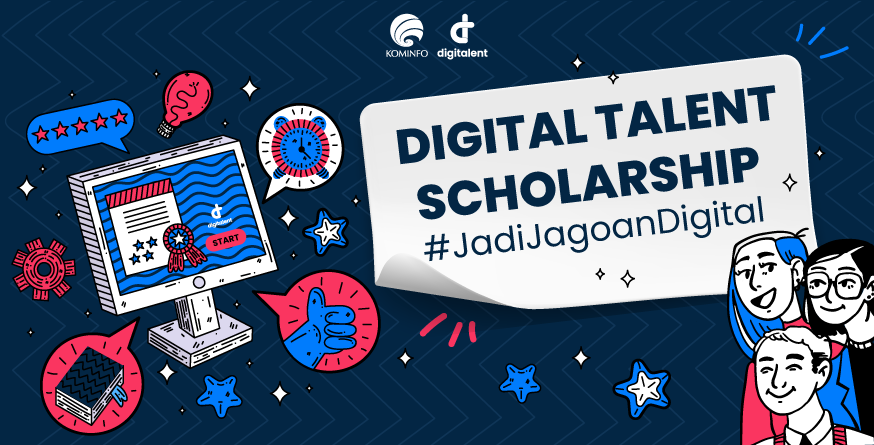 KOMINFO
digitalent
DIGITAL TALENT
SCHOLARSHIP
#JadiJagoanDigital
digitalent
START